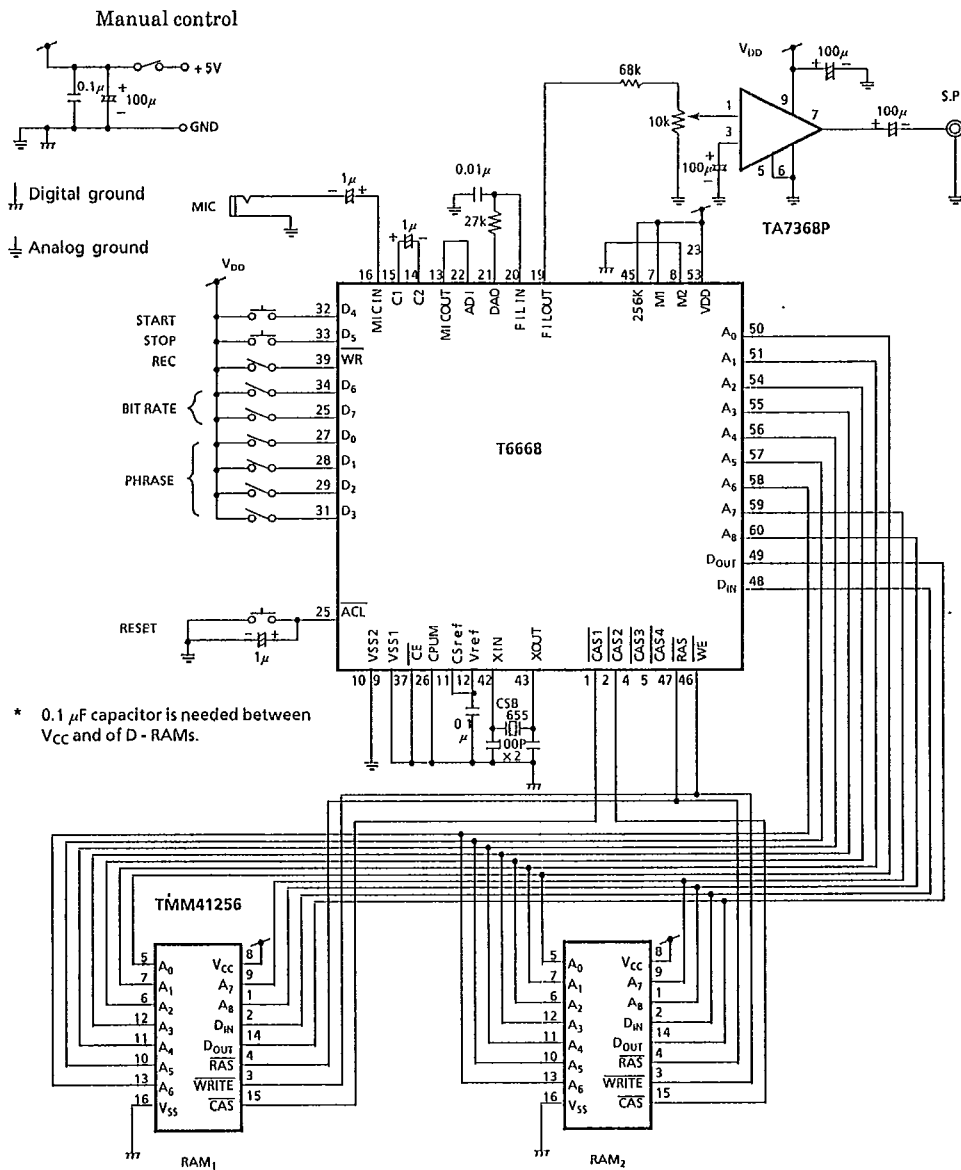 Manual control
+5V
0.1μ
+
100μ
−
GND
Digital ground
Analog ground
68k
10k
VDD
100μ
+ −
9
1
7
3
100μ
+
5 6
+ −
100μ
S.P
TA7368P
MIC
1μ
− +
1μ
+ −
0.01μ
27k
23
16 15 14 13 22 21 20 19 45 7 8 53
MICIN C1 C2 MICOUT ADI DAO FILIN FILOUT 256K M1 M2 VDD
VDD
START 32 D4
STOP 33 D5
REC 39 WR
BIT RATE 34 D6
25 D7
PHRASE 27 D0
28 D1
29 D2
31 D3
RESET 25 ACL
− +
1μ
T6668
A0 50
A1 51
A2 54
A3 55
A4 56
A5 57
A6 58
A7 59
A8 60
DOUT 49
DIN 48
VSS2 VSS1 CE CPUM CSref Vref XIN XOUT CAS1 CAS2 CAS3 CAS4 RAS WE
10 9 37 26 11 12 42 43 1 2 4 5 47 46
CSB
655
0.1
μ
100P
×2
* 0.1 μF capacitor is needed between
VCC and of D - RAMs.
TMM41256
5 A0 VCC 8
7 A1 A7 9
6 A2 A8 1
12 A3 DIN 2
11 A4 DOUT 14
10 A5 RAS 4
13 A6 WRITE 3
16 VSS CAS 15
RAM1
5 A0 VCC 8
7 A1 A7 9
6 A2 A8 1
12 A3 DIN 2
11 A4 DOUT 14
10 A5 RAS 4
13 A6 WRITE 3
16 VSS CAS 15
RAM2